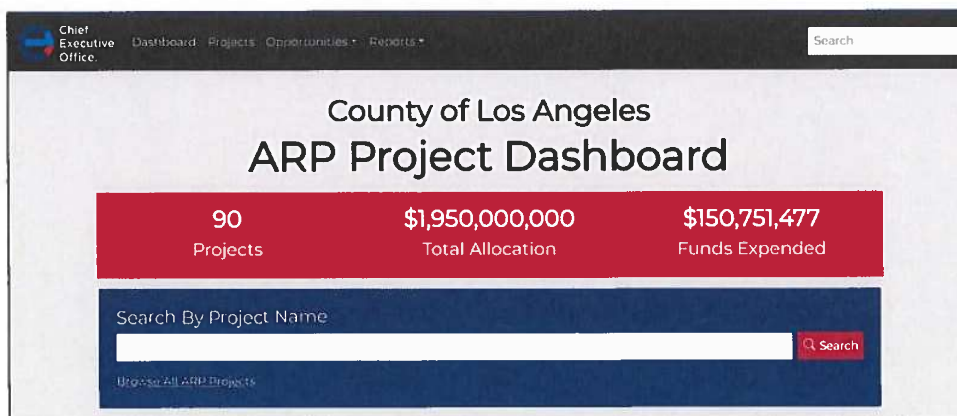 Chief
Executive
Office.
Dashboard Projects Opportunities Reports
Search
County of Los Angeles
ARP Project Dashboard
90 $1,950,000,000 $150,751,477
Projects Total Allocation Funds Expended
Search By Project Name
Search
Browse All ARP Projects